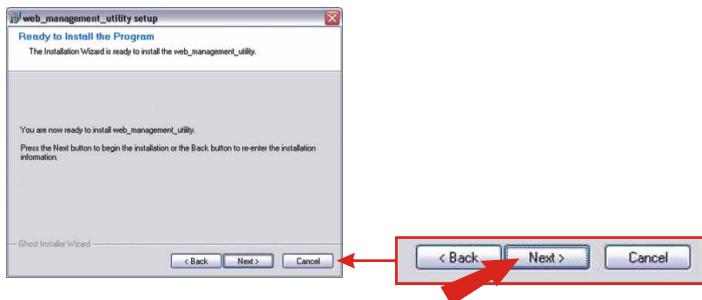 web_management_utility setup
Ready to Install the Program
The Installation Wizard is ready to install the web_management_utility.
You are now ready to install web_management_utility.
Press the Next button to begin the installation or the Back button to re-enter the installation
information.
Ghost Installer Wizard
< Back Next > Cancel
< Back Next > Cancel